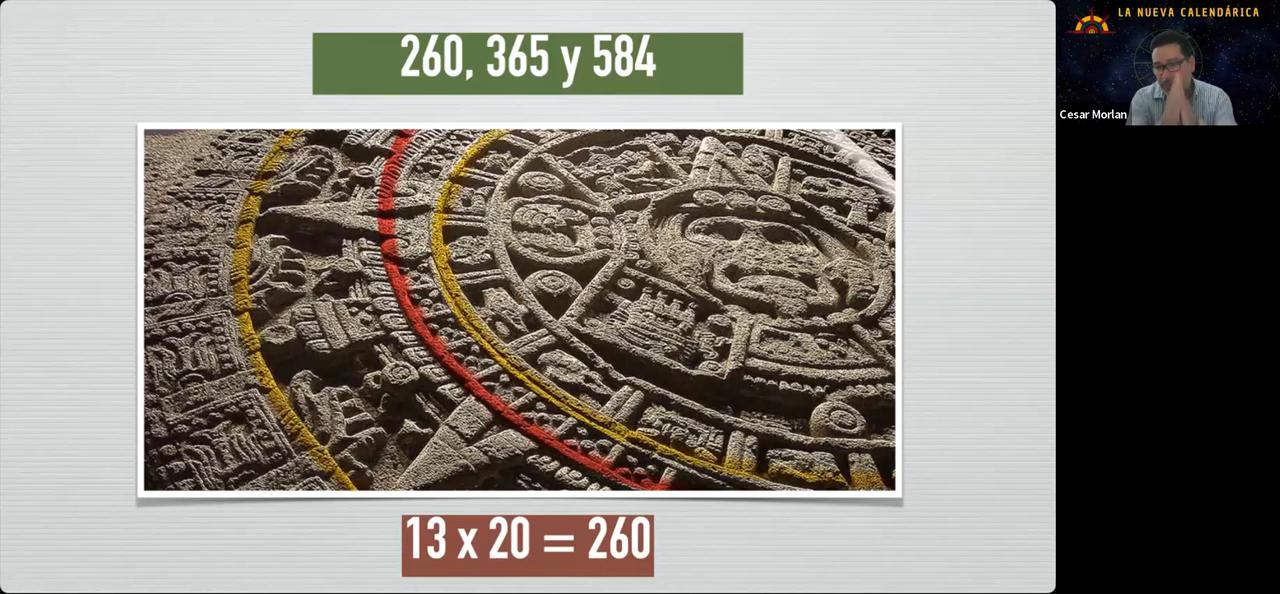 260, 365 y 584
13 x 20 = 260
LA NUEVA CALENDÁRICA
Cesar Morlan